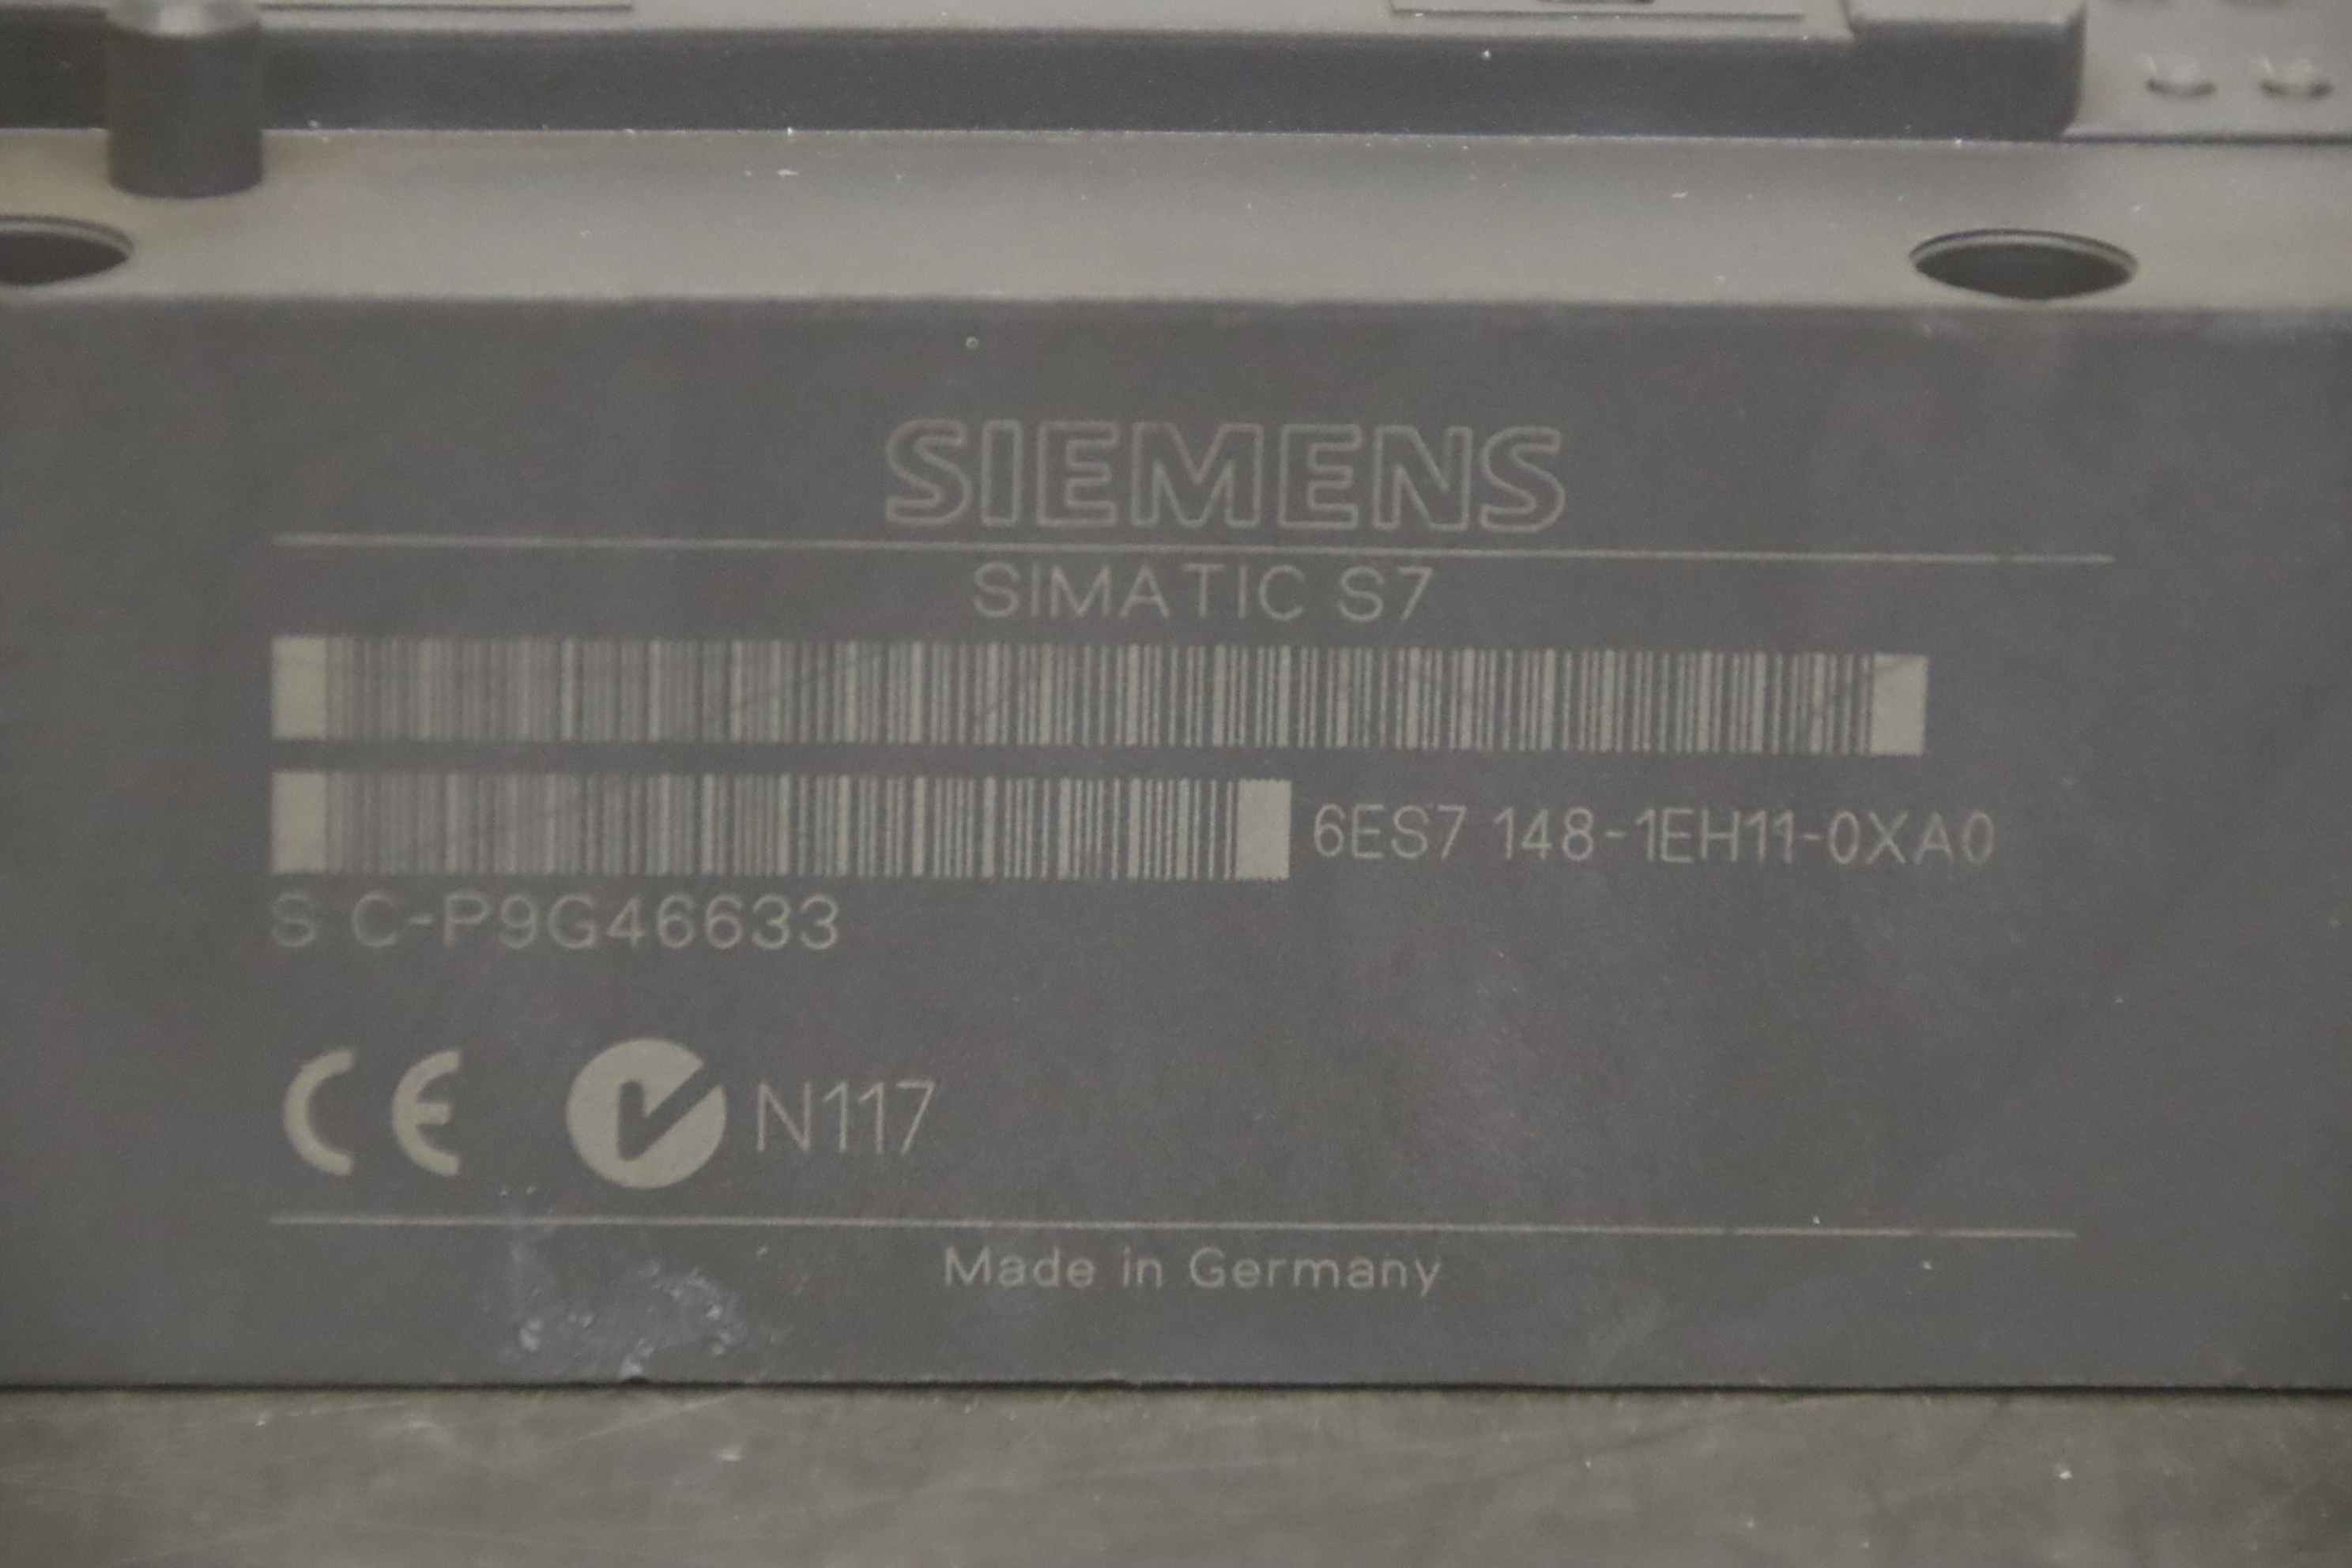 SIEMENS
SIMATIC S7
6ES7 148-1EH11-0XA0
S C-P9G46633
CE N117
Made in Germany